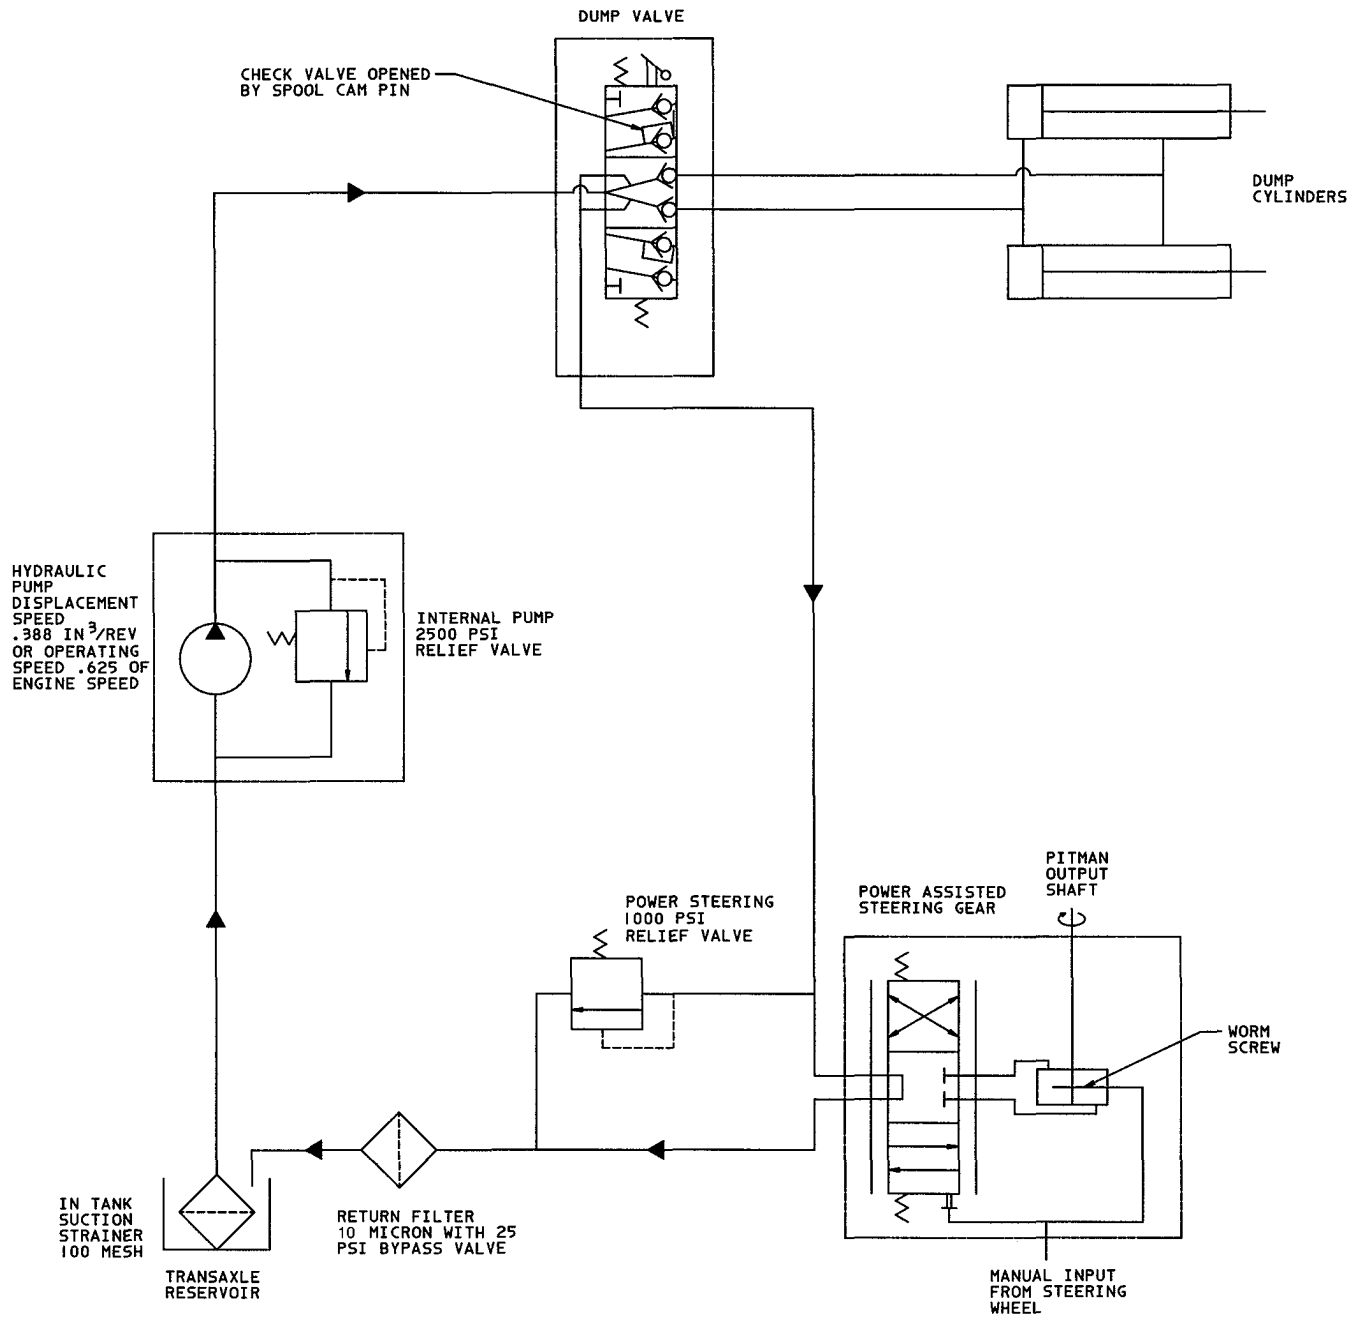 DUMP VALVE
CHECK VALVE OPENED
BY SPOOL CAM PIN
DUMP
CYLINDERS
HYDRAULIC
PUMP
DISPLACEMENT
SPEED
.388 IN³/REV
OR OPERATING
SPEED .625 OF
ENGINE SPEED
INTERNAL PUMP
2500 PSI
RELIEF VALVE
POWER STEERING
1000 PSI
RELIEF VALVE
POWER ASSISTED
STEERING GEAR
PITMAN
OUTPUT
SHAFT
WORM
SCREW
IN TANK
SUCTION
STRAINER
100 MESH
TRANSAXLE
RESERVOIR
RETURN FILTER
10 MICRON WITH 25
PSI BYPASS VALVE
MANUAL INPUT
FROM STEERING
WHEEL